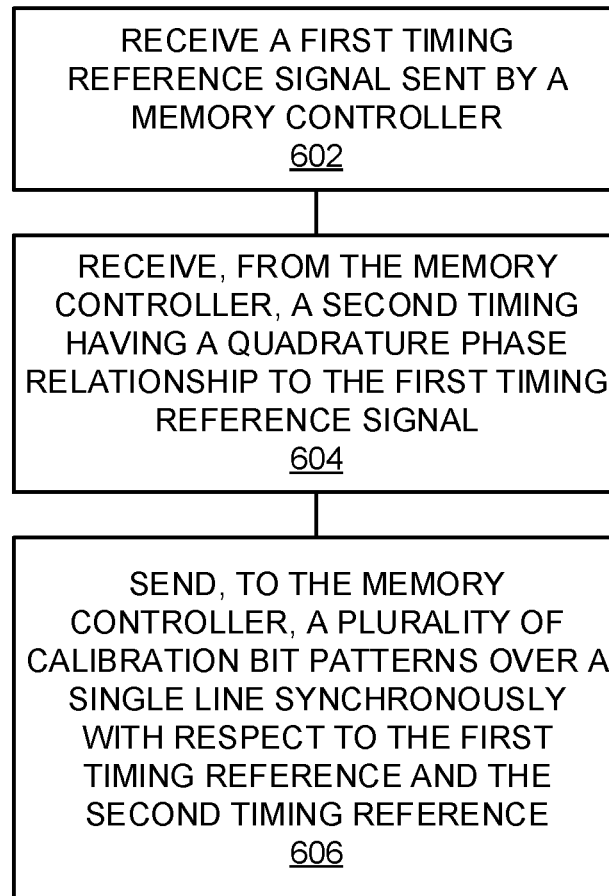 RECEIVE A FIRST TIMING
REFERENCE SIGNAL SENT BY A
MEMORY CONTROLLER
602
RECEIVE, FROM THE MEMORY
CONTROLLER, A SECOND TIMING
HAVING A QUADRATURE PHASE
RELATIONSHIP TO THE FIRST TIMING
REFERENCE SIGNAL
604
SEND, TO THE MEMORY
CONTROLLER, A PLURALITY OF
CALIBRATION BIT PATTERNS OVER A
SINGLE LINE SYNCHRONOUSLY
WITH RESPECT TO THE FIRST
TIMING REFERENCE AND THE
SECOND TIMING REFERENCE
606